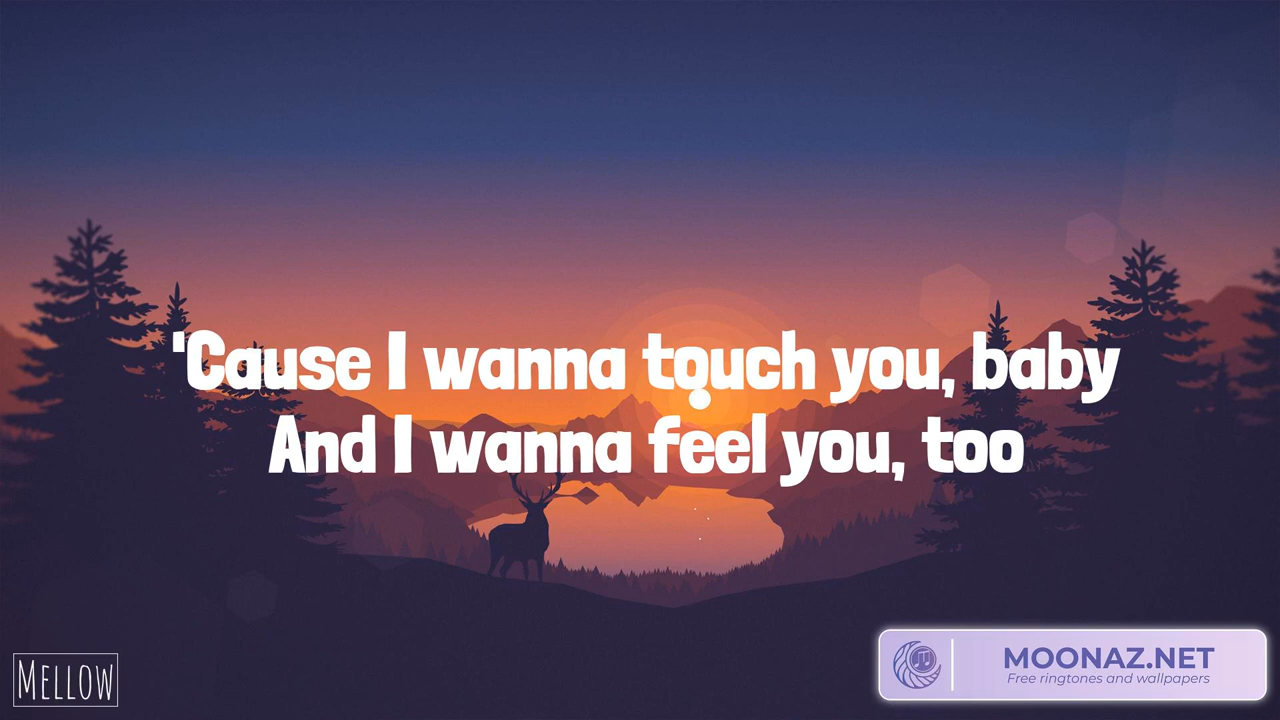 'Cause I wanna touch you, baby
And I wanna feel you, too
MELLOW
MOONAZ.NET
Free ringtones and wallpapers